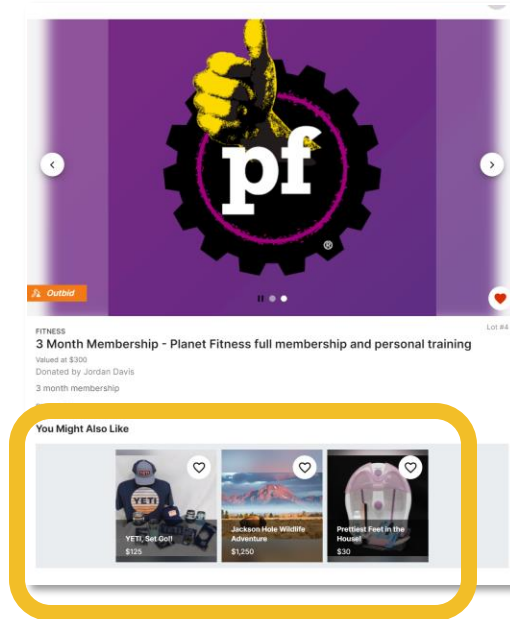 pf
®
Outbid
FITNESS
Lot #4
3 Month Membership - Planet Fitness full membership and personal training
Valued at $300
Donated by Jordan Davis
3 month membership
You Might Also Like
YETI
YETI, Set Go!!
$125
Jackson Hole Wildlife
Adventure
$1,250
Prettiest Feet in the
House!
$30